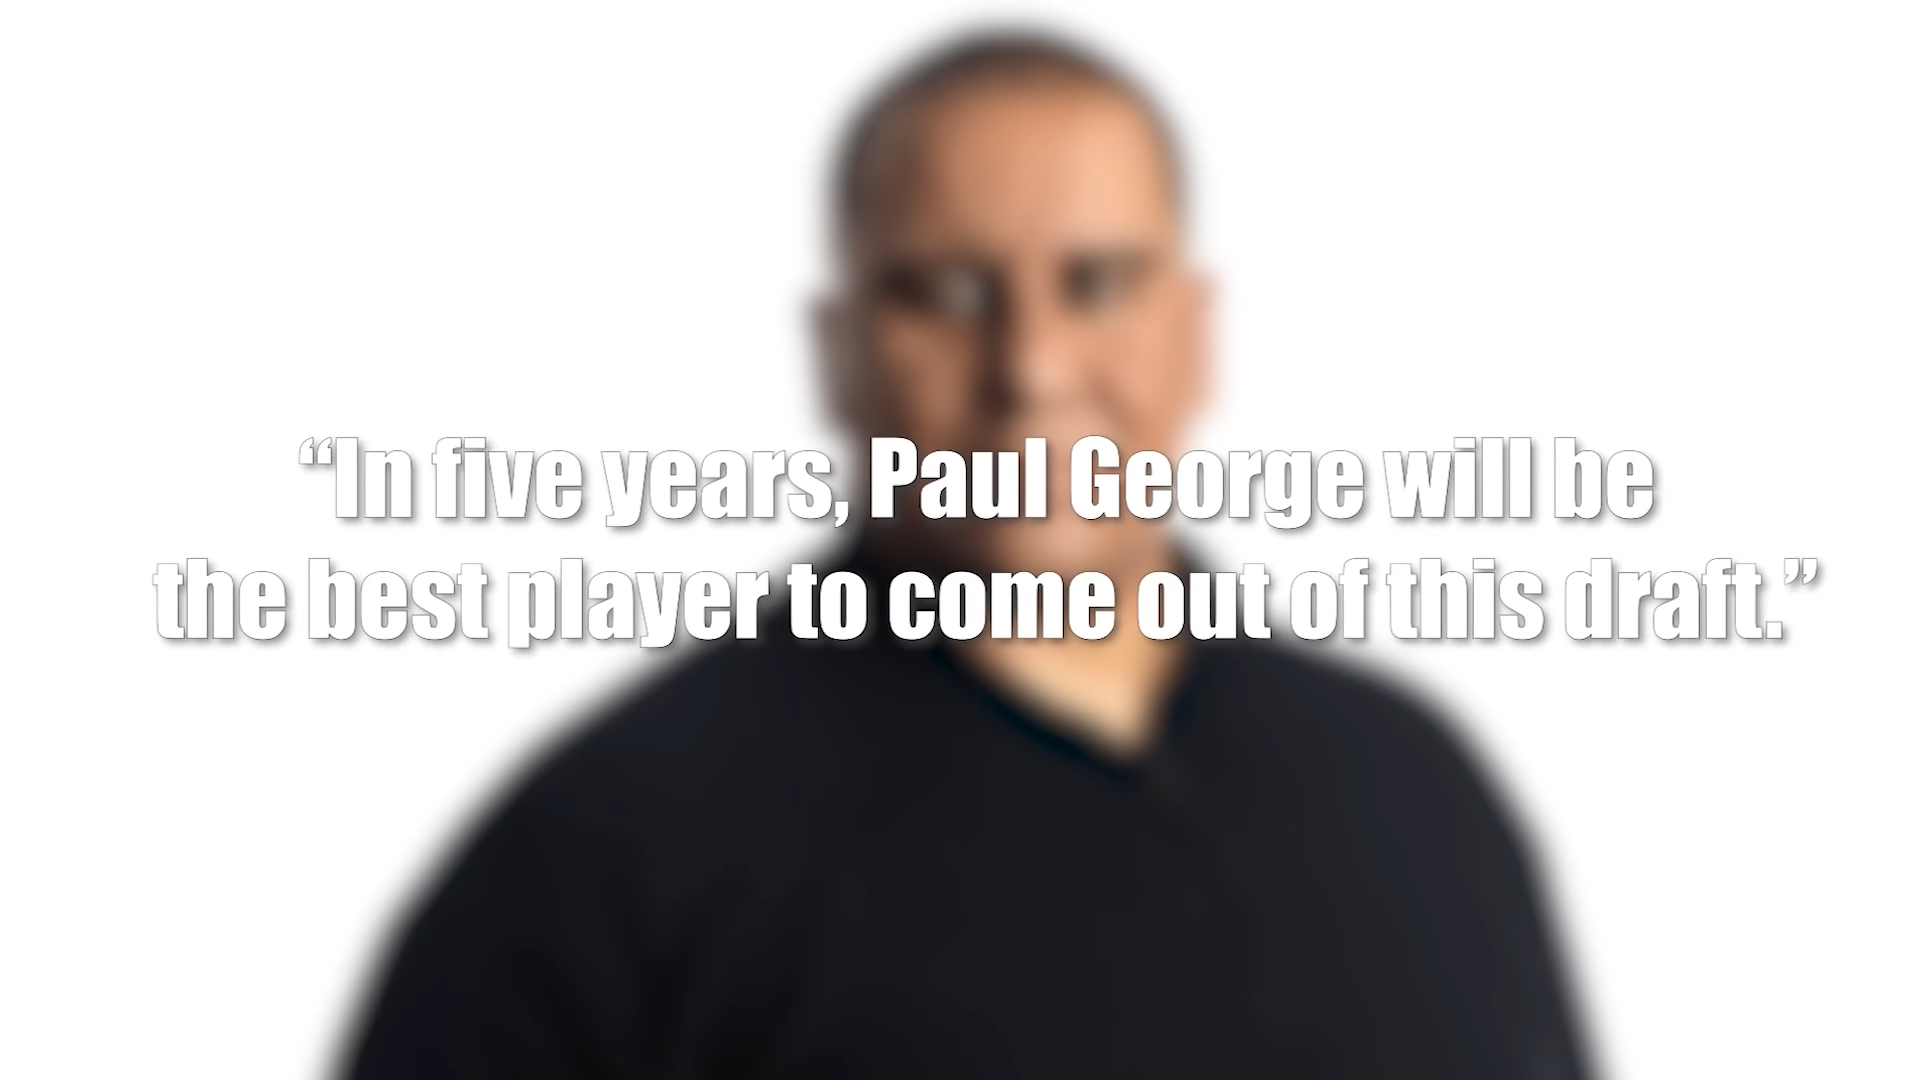 “In five years, Paul George will be
the best player to come out of this draft.”